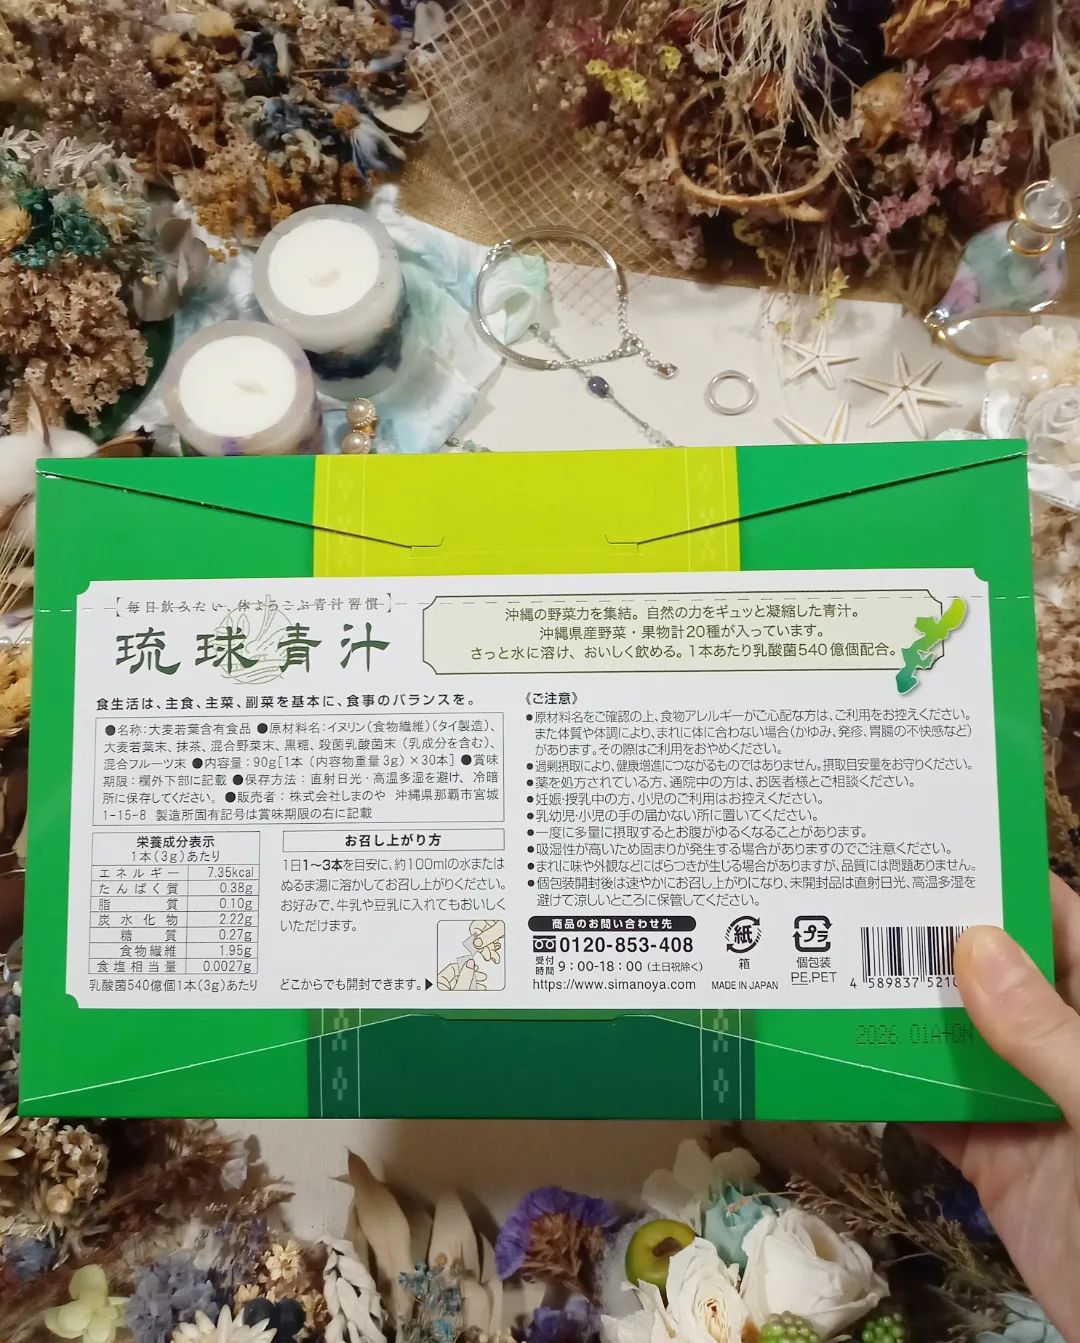 【毎日飲みたい、体よろこぶ青汁習慣】
琉球青汁
沖縄の野菜力を集結。自然の力をギュッと凝縮した青汁。
沖縄県産野菜・果物計20種が入っています。
さっと水に溶け、おいしく飲める。1本あたり乳酸菌540億個配合。
食生活は、主食、主菜、副菜を基本に、食事のバランスを。
●名称：大麦若葉含有食品 ●原材料名：イヌリン（食物繊維）（タイ製造）、
大麦若葉末、抹茶、混合野菜末、黒糖、殺菌乳酸菌末（乳成分を含む）、
混合フルーツ末 ●内容量：90g[1本（内容物重量3g）×30本] ●賞味
期限：欄外下部に記載 ●保存方法：直射日光・高温多湿を避け、冷暗
所に保存してください。 ●販売者：株式会社しまのや 沖縄県那覇市宮城
1-15-8 製造所固有記号は賞味期限の右に記載
栄養成分表示
1本（3g）あたり
エネルギー 7.35kcal
たんぱく質 0.38g
脂質 0.10g
炭水化物 2.22g
糖質 0.27g
食物繊維 1.95g
食塩相当量 0.0027g
乳酸菌540億個1本（3g）あたり
お召し上がり方
1日1〜3本を目安に、約100mlの水または
ぬるま湯に溶かしてお召し上がりください。
お好みで、牛乳や豆乳に入れてもおいしく
いただけます。
どこからでも開封できます。▶
《ご注意》
●原材料名をご確認の上、食物アレルギーがご心配な方は、ご利用をお控えください。
また体質や体調により、まれに体に合わない場合（かゆみ、発疹、胃腸の不快感など）
があります。その際はご利用をおやめください。
●過剰摂取により、健康増進につながるものではありません。摂取目安量をお守りください。
●薬を処方されている方、通院中の方は、お医者様とご相談ください。
●妊娠・授乳中の方、小児のご利用はお控えください。
●乳幼児・小児の手の届かない所に置いてください。
●一度に多量に摂取するとお腹がゆるくなることがあります。
●吸湿性が高いため固まりが発生する場合がありますのでご注意ください。
●まれに味や外観などにばらつきが生じる場合がありますが、品質には問題ありません。
●個包装開封後は速やかにお召し上がりになり、未開封品は直射日光、高温多湿を
避けて涼しいところに保管してください。
商品のお問い合わせ先
0120-853-408
受付時間 9：00-18：00（土日祝除く）
https://www.simanoya.com
MADE IN JAPAN
紙
箱
プラ
個包装
PE.PET
4 589837 521
2026. 01